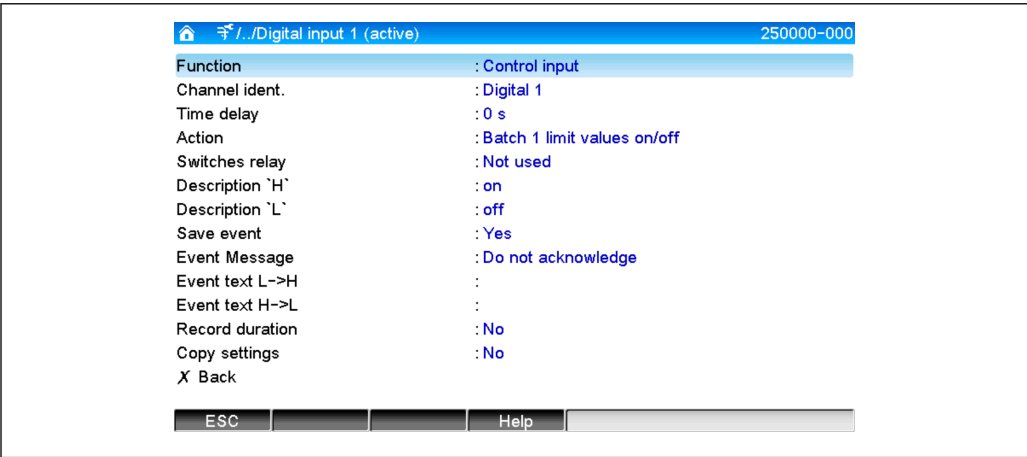 /../Digital input 1 (active) 250000-000
Function : Control input
Channel ident. : Digital 1
Time delay : 0 s
Action : Batch 1 limit values on/off
Switches relay : Not used
Description `H` : on
Description `L` : off
Save event : Yes
Event Message : Do not acknowledge
Event text L->H :
Event text H->L :
Record duration : No
Copy settings : No
X Back
ESC Help